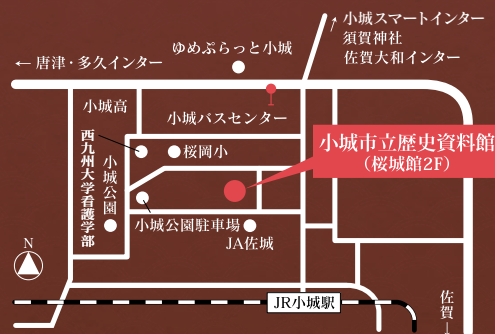 ↗ 小城スマートインター
須賀神社
佐賀大和インター
ゆめぷらっと小城
← 唐津・多久インター
小城高
小城バスセンター
西九州大学看護学部
桜岡小
小城市立歴史資料館
（桜城館2F）
小城公園
小城公園駐車場
JA佐城
N
JR小城駅
佐賀↓